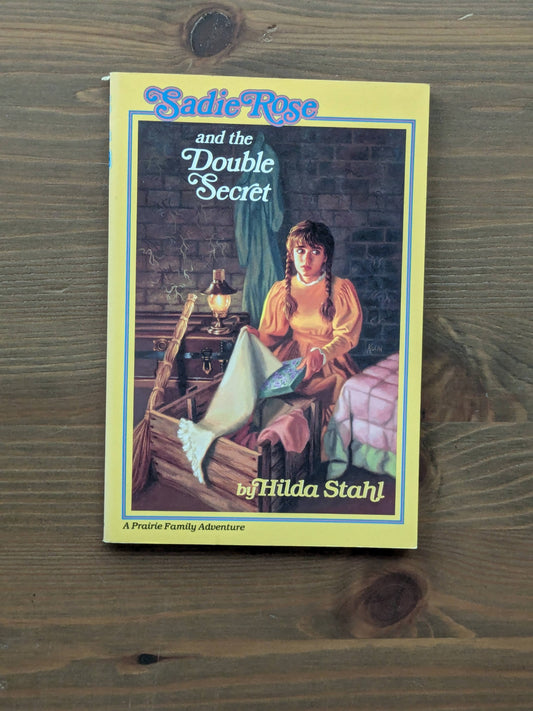 Sadie Rose
and the
Double
Secret
by Hilda Stahl
A Prairie Family Adventure